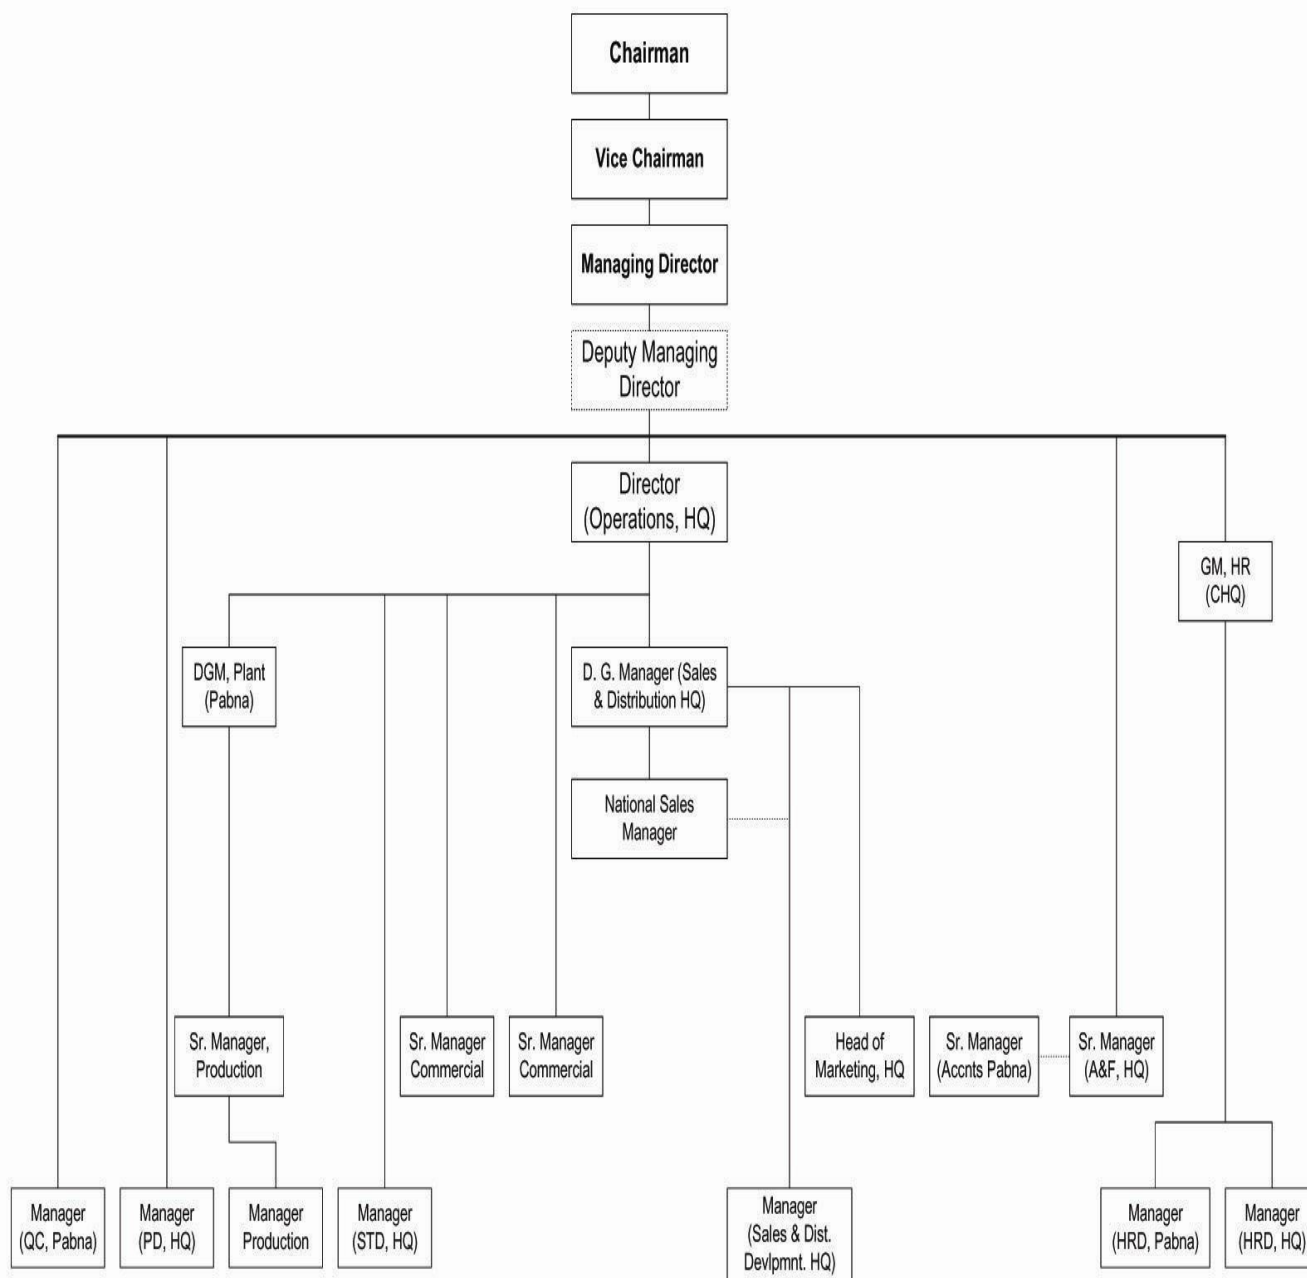 Chairman
Vice Chairman
Managing Director
Deputy Managing
Director
Director
(Operations, HQ)
GM, HR
(CHQ)
DGM, Plant
(Pabna)
D. G. Manager (Sales
& Distribution HQ)
National Sales
Manager
Sr. Manager,
Production
Sr. Manager
Commercial
Sr. Manager
Commercial
Head of
Marketing, HQ
Sr. Manager
(Accnts Pabna)
Sr. Manager
(A&F, HQ)
Manager
(QC, Pabna)
Manager
(PD, HQ)
Manager
Production
Manager
(STD, HQ)
Manager
(Sales & Dist.
Devlpmnt. HQ)
Manager
(HRD, Pabna)
Manager
(HRD, HQ)